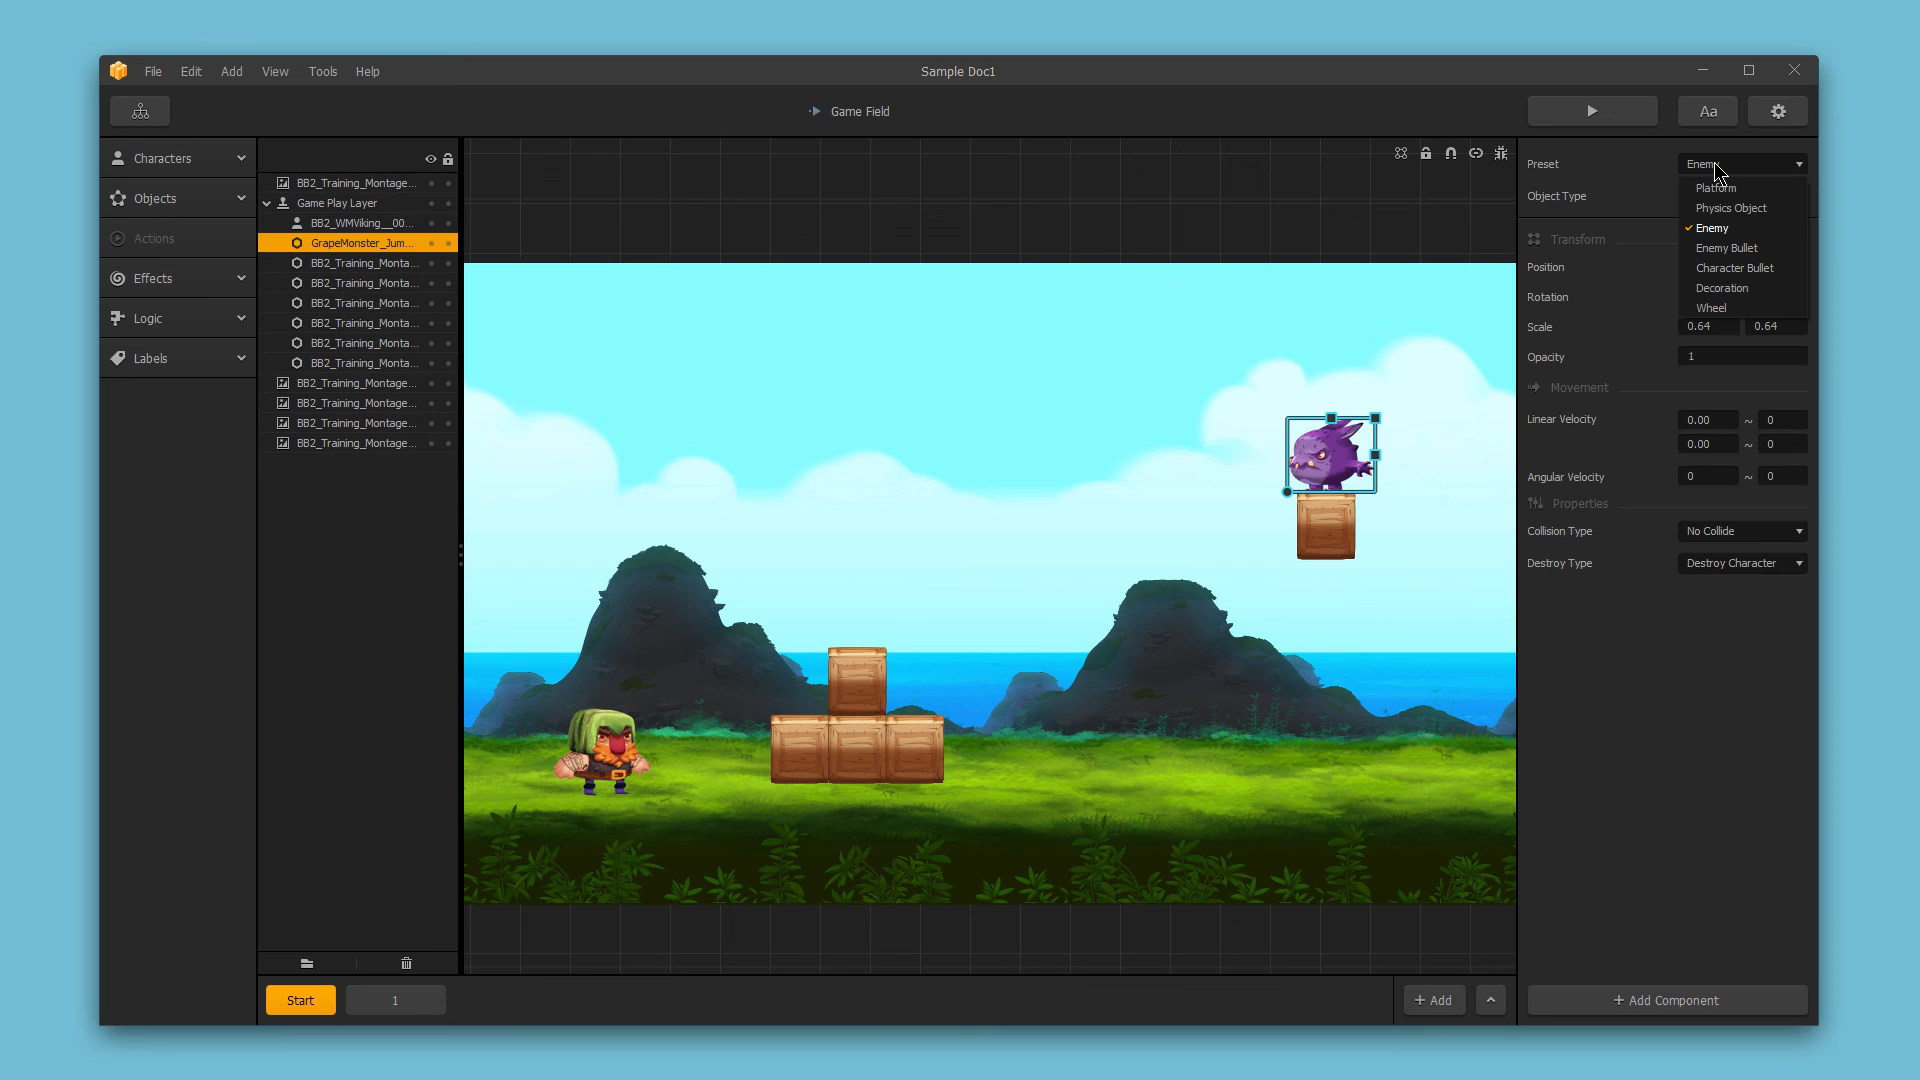 File Edit Add View Tools Help
Sample Doc1
Game Field
Aa
Characters
Objects
Actions
Effects
Logic
Labels
BB2_Training_Montage...
Game Play Layer
BB2_WMViking__00...
GrapeMonster_Jum...
BB2_Training_Monta...
BB2_Training_Monta...
BB2_Training_Monta...
BB2_Training_Monta...
BB2_Training_Monta...
BB2_Training_Monta...
BB2_Training_Montage...
BB2_Training_Montage...
BB2_Training_Montage...
BB2_Training_Montage...
Start
1
+ Add
Preset Enemy
Object Type
Platform
Physics Object
Enemy
Enemy Bullet
Character Bullet
Decoration
Wheel
Transform
Position
Rotation
Scale 0.64 0.64
Opacity 1
Movement
Linear Velocity 0.00 ~ 0
0.00 ~ 0
Angular Velocity 0 ~ 0
Properties
Collision Type No Collide
Destroy Type Destroy Character
+ Add Component